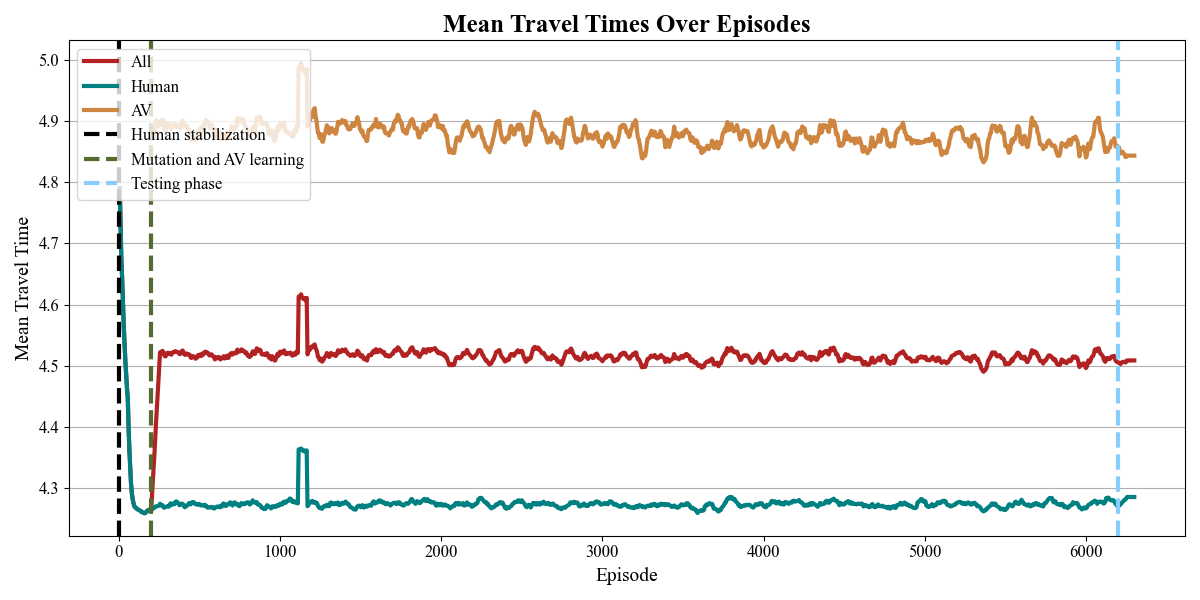 Mean Travel Times Over Episodes
5.0
4.9
4.8
4.7
4.6
4.5
4.4
4.3
Mean Travel Time
All
Human
AV
Human stabilization
Mutation and AV learning
Testing phase
0 1000 2000 3000 4000 5000 6000
Episode